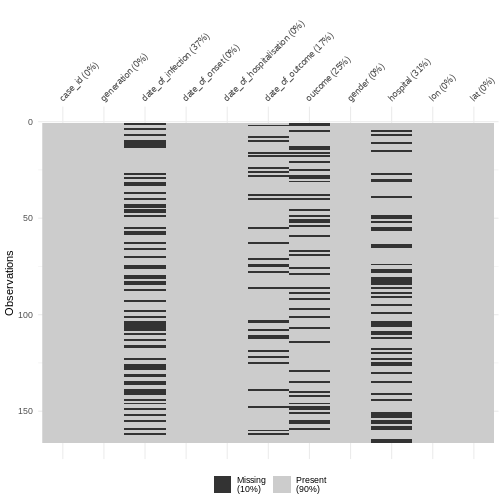 case_id (0%)
generation (0%)
date_of_infection (37%)
date_of_onset (0%)
date_of_hospitalisation (0%)
date_of_outcome (17%)
outcome (25%)
gender (0%)
hospital (31%)
lon (0%)
lat (0%)
0
50
100
150
Observations
Missing
(10%)
Present
(90%)